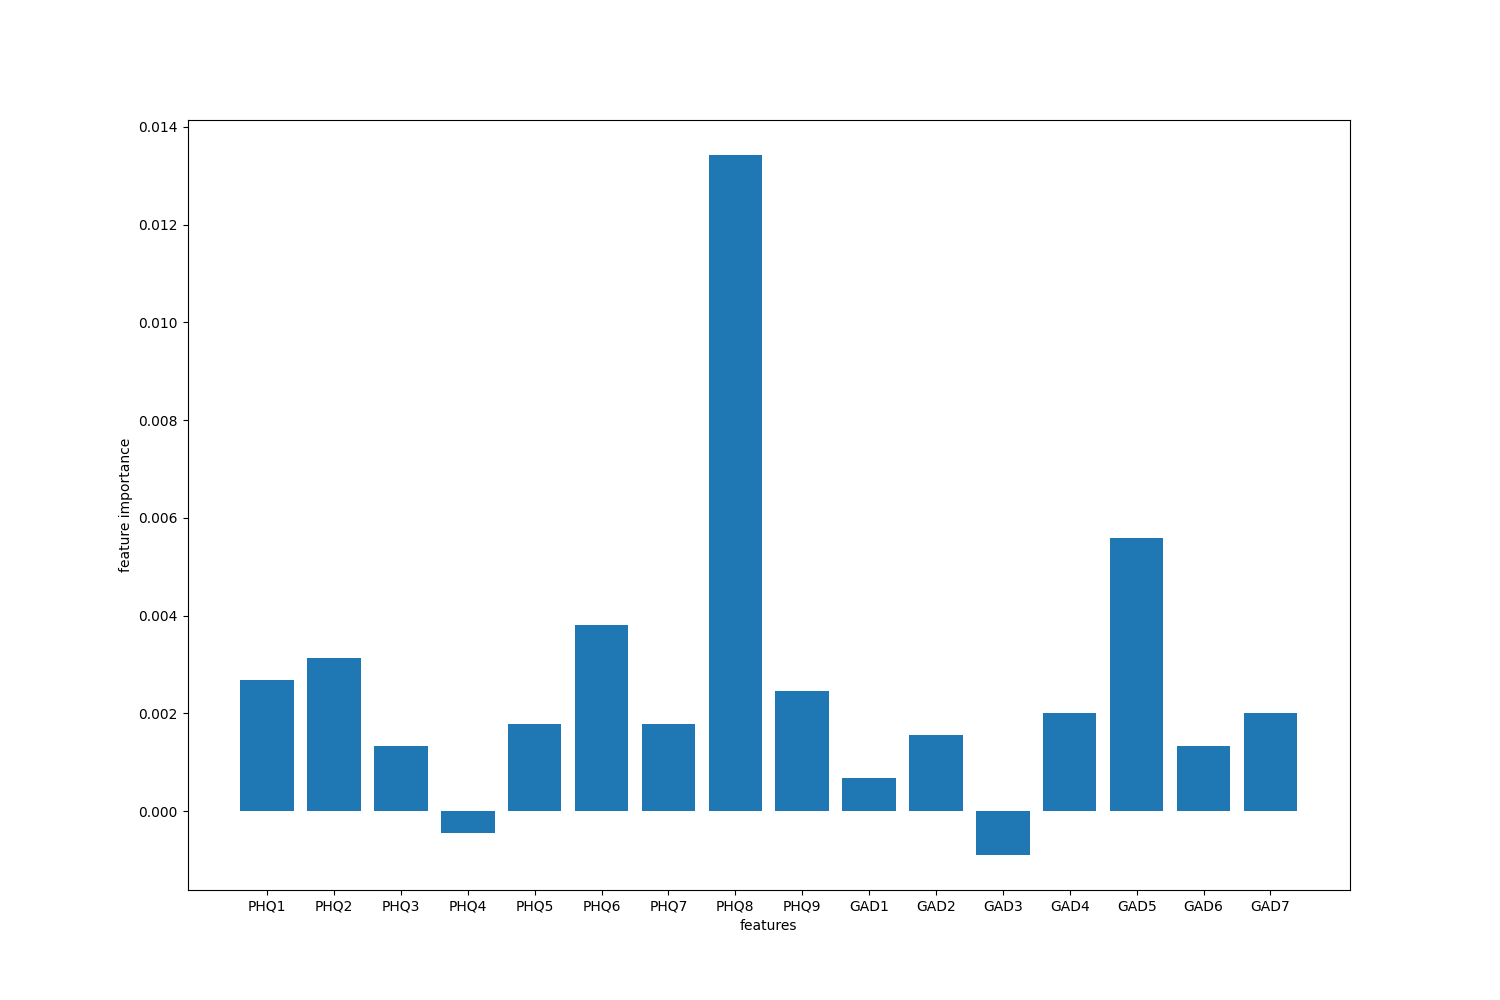 0.014
0.012
0.010
0.008
0.006
0.004
0.002
0.000
feature importance
PHQ1 PHQ2 PHQ3 PHQ4 PHQ5 PHQ6 PHQ7 PHQ8 PHQ9 GAD1 GAD2 GAD3 GAD4 GAD5 GAD6 GAD7
features